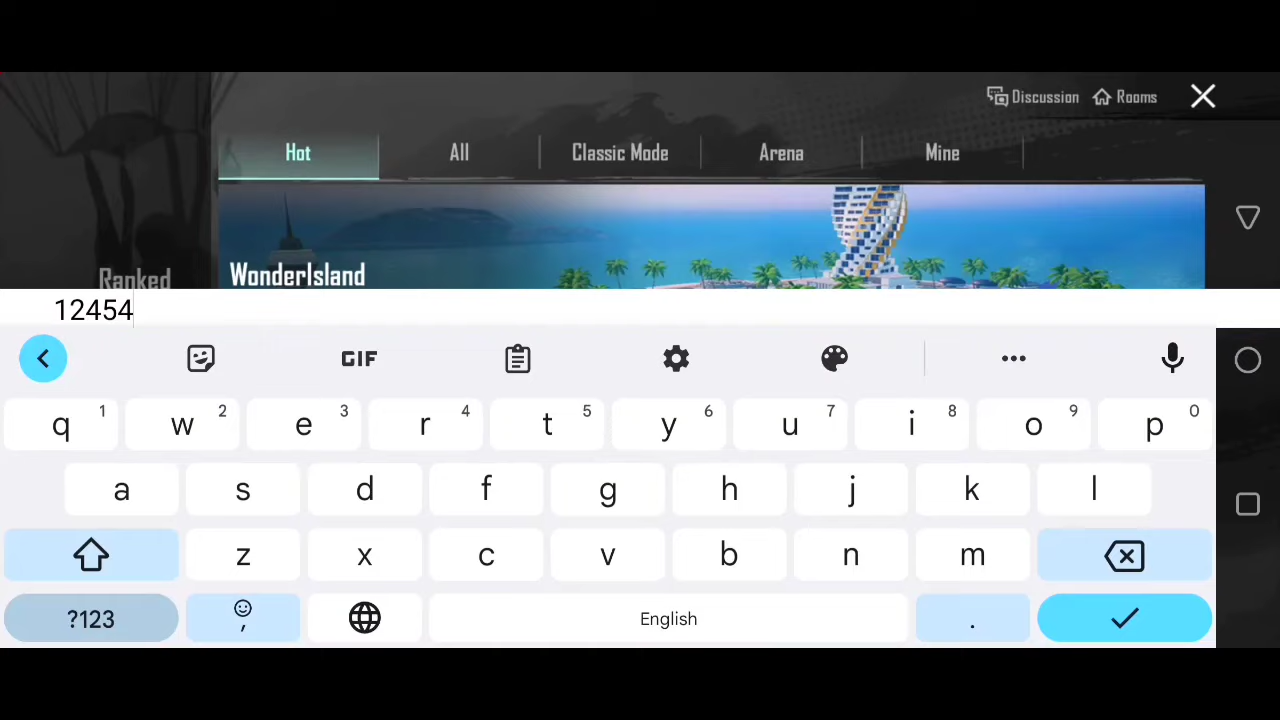 Discussion Rooms
Hot All Classic Mode Arena Mine
Ranked
WonderIsland
12454
GIF
q 1 w 2 e 3 r 4 t 5 y 6 u 7 i 8 o 9 p 0
a s d f g h j k l
z x c v b n m
?123 , English .